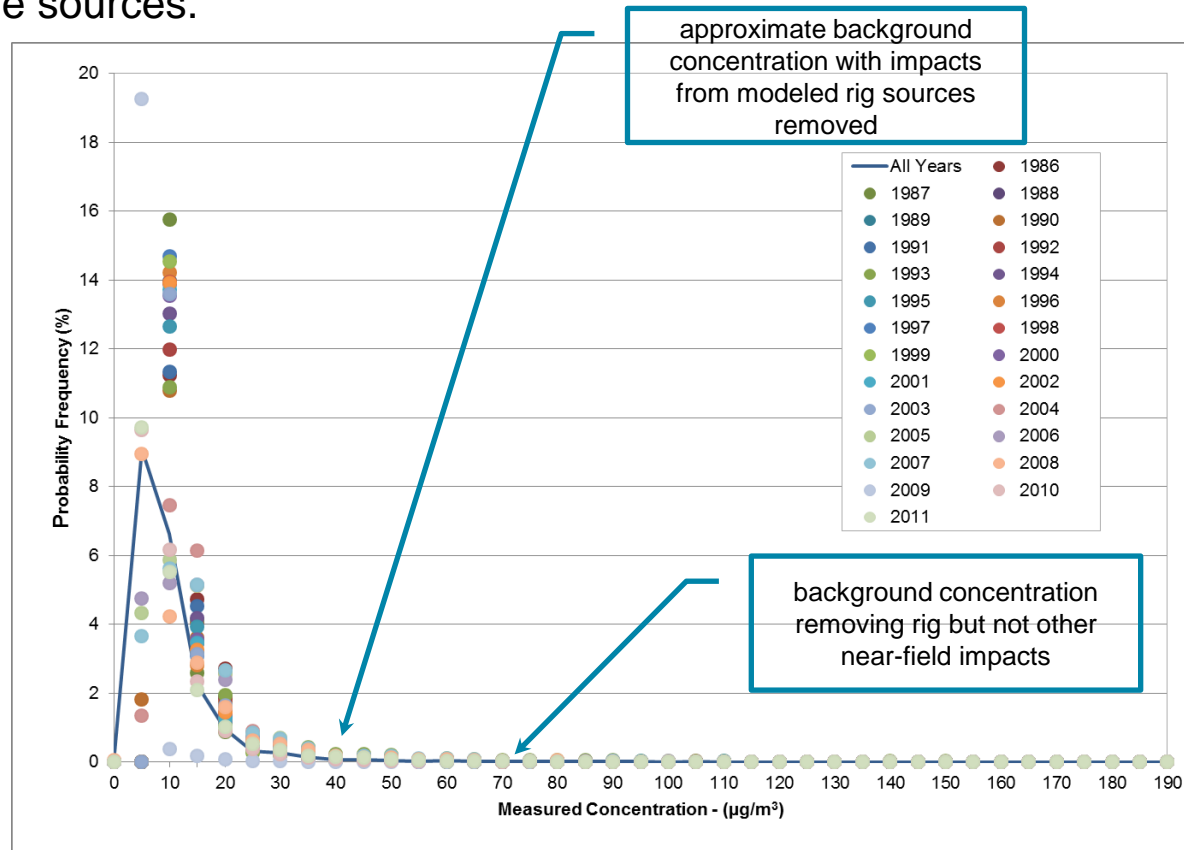 e sources.
approximate background
concentration with impacts
from modeled rig sources
removed
20
18
16
14
12
10
8
6
4
2
0
Probability Frequency (%)
All Years 1986
1987 1988
1989 1990
1991 1992
1993 1994
1995 1996
1997 1998
1999 2000
2001 2002
2003 2004
2005 2006
2007 2008
2009 2010
2011
background concentration
removing rig but not other
near-field impacts
0 10 20 30 40 50 60 70 80 90 100 110 120 130 140 150 160 170 180 190
Measured Concentration - (µg/m³)